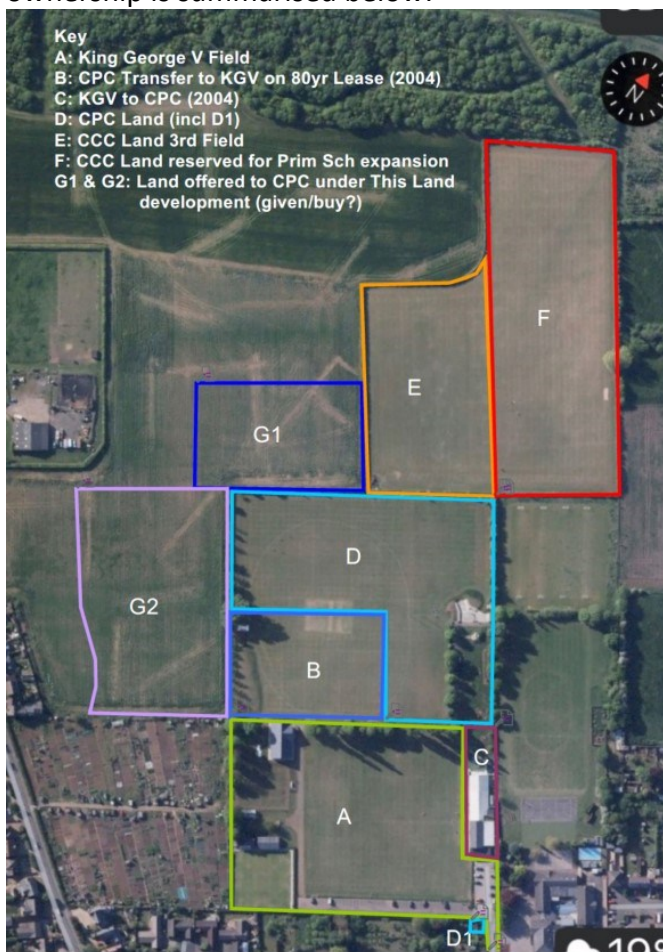 Key
A: King George V Field
B: CPC Transfer to KGV on 80yr Lease (2004)
C: KGV to CPC (2004)
D: CPC Land (incl D1)
E: CCC Land 3rd Field
F: CCC Land reserved for Prim Sch expansion
G1 & G2: Land offered to CPC under This Land
development (given/buy?)
N
F
E
G1
D
G2
B
C
A
D1